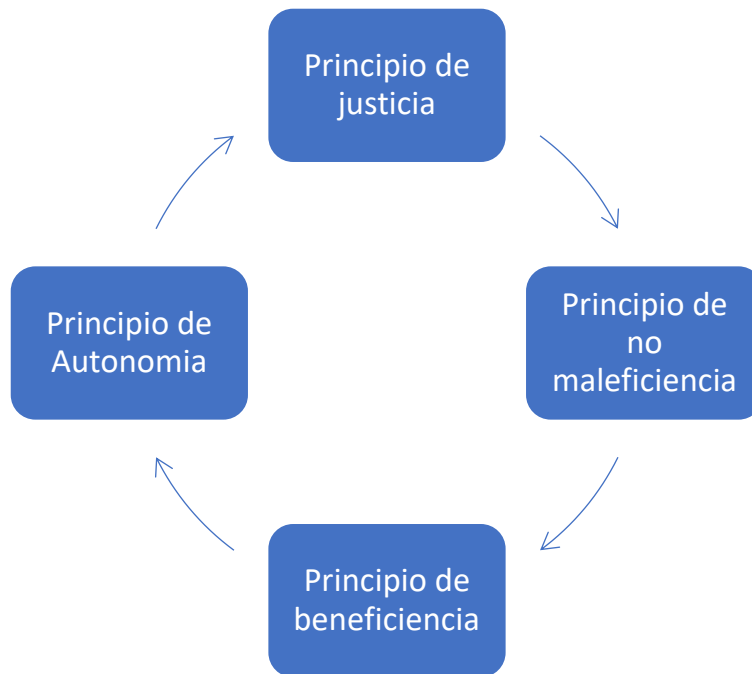 Principio de
justicia
Principio de
no
maleficiencia
Principio de
beneficiencia
Principio de
Autonomia